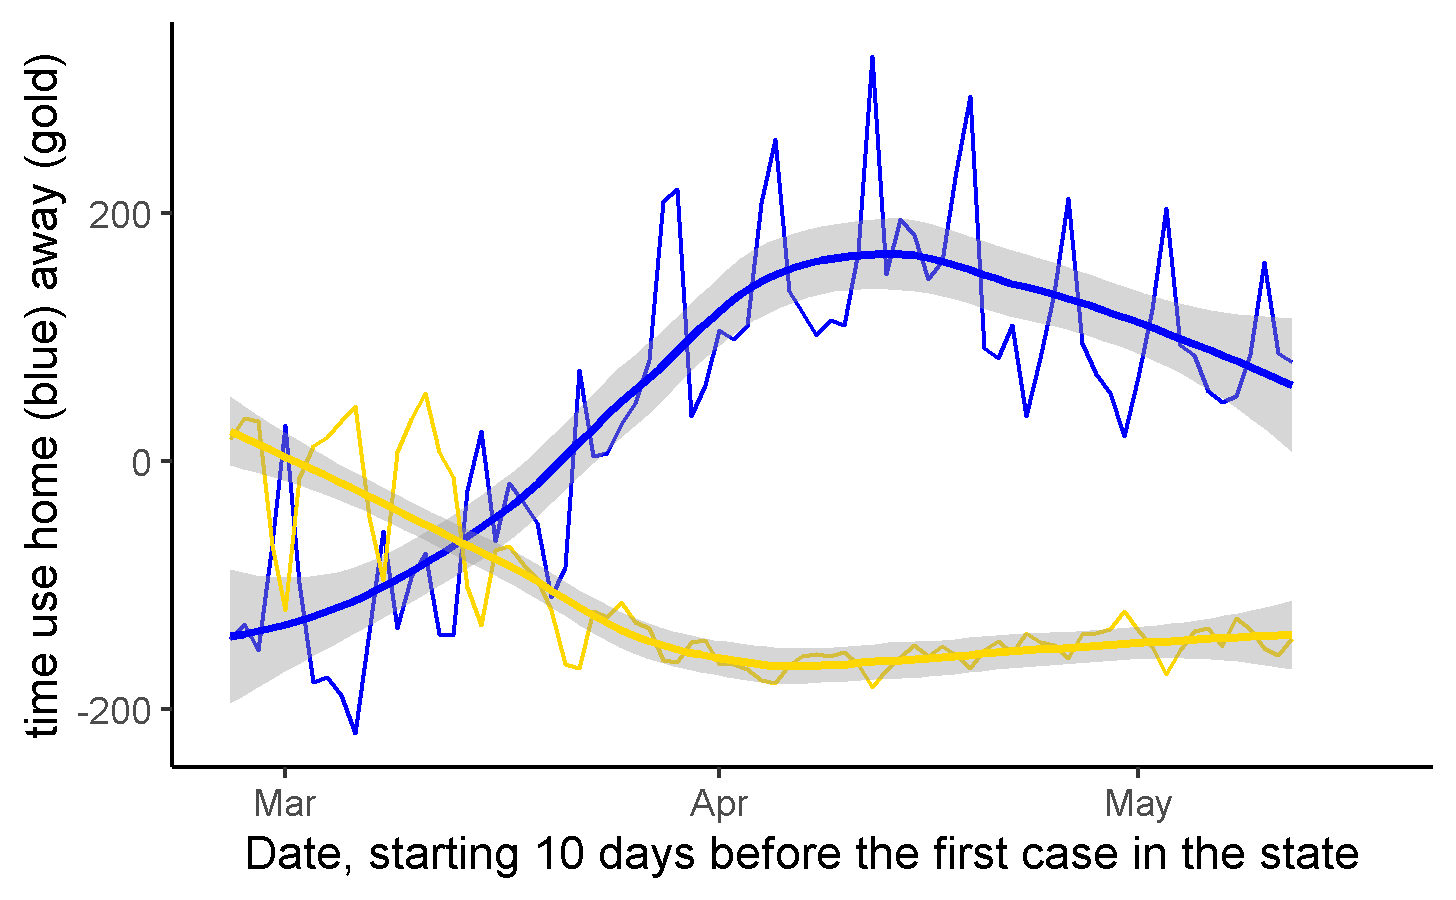 time use home (blue) away (gold)
200
0
-200
Mar
Apr
May
Date, starting 10 days before the first case in the state